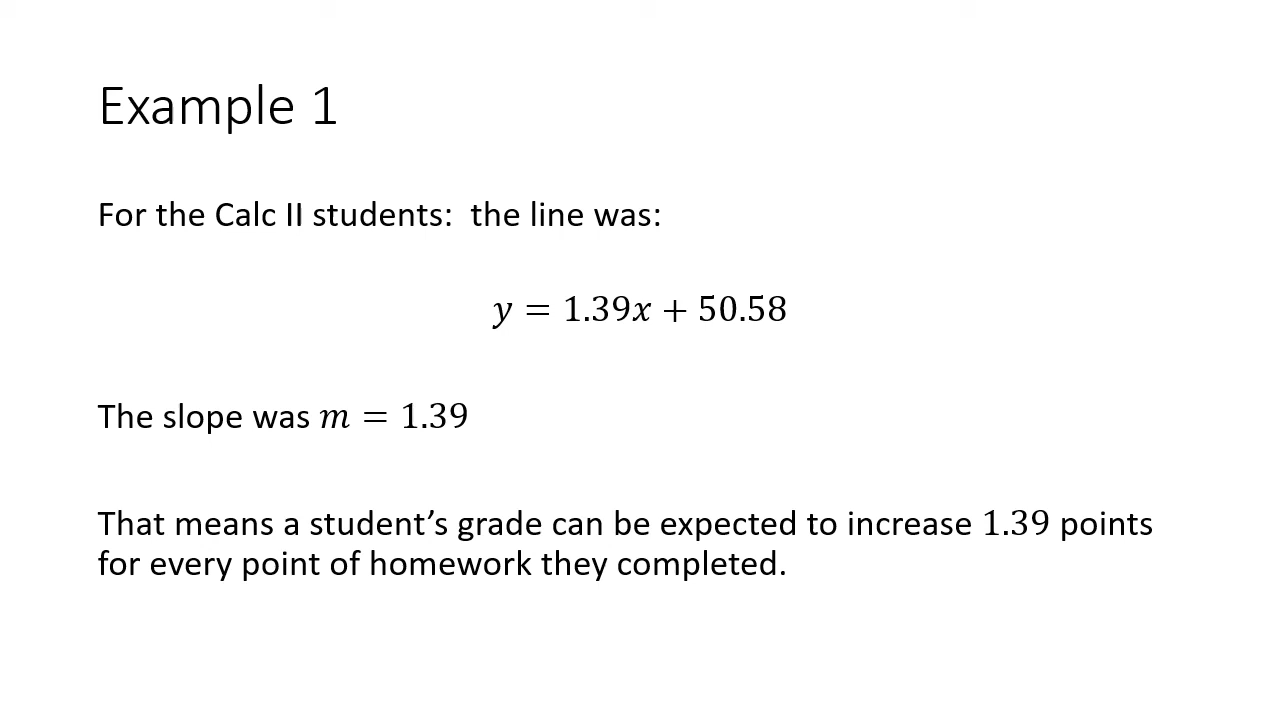 Example 1
For the Calc II students:  the line was:
y = 1.39x + 50.58
The slope was m = 1.39
That means a student’s grade can be expected to increase 1.39 points
for every point of homework they completed.